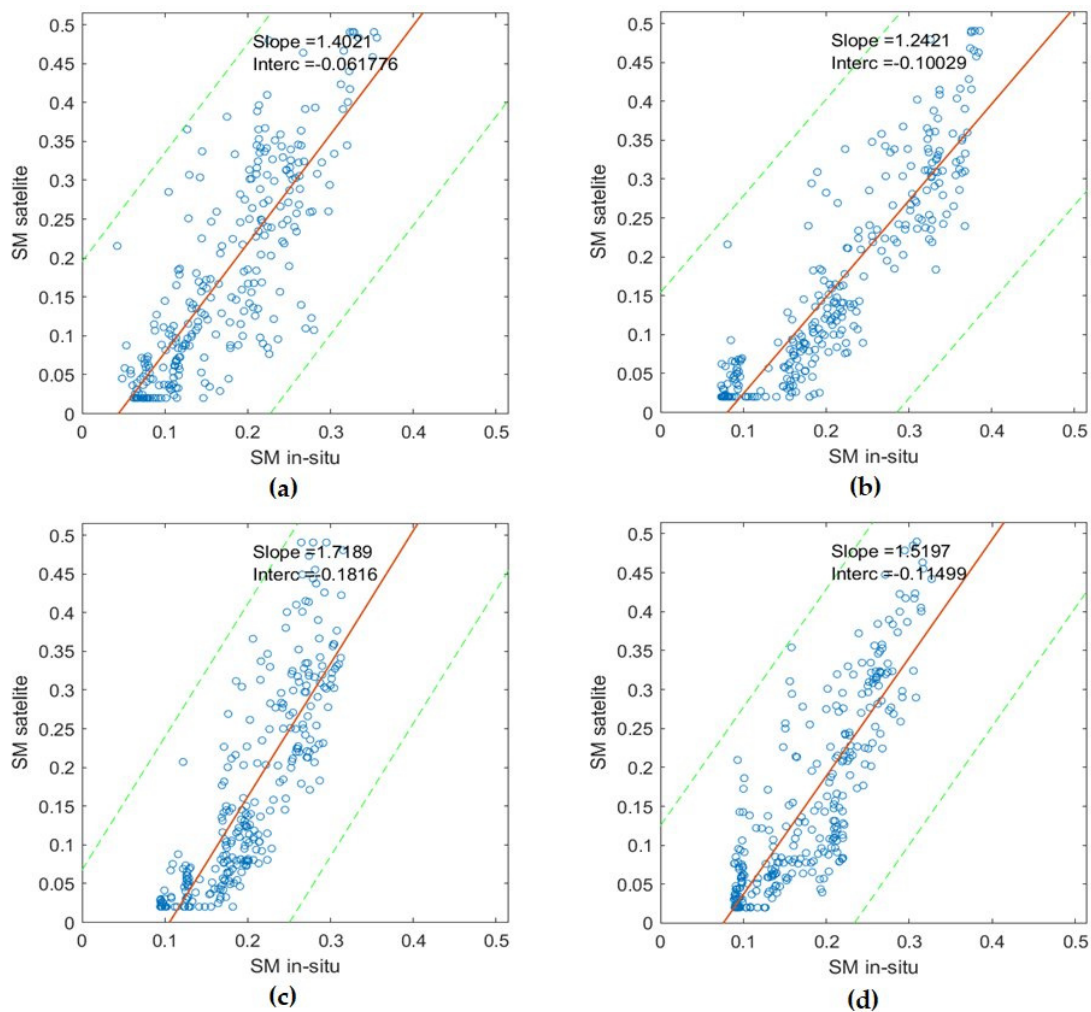 0.5
0.45
0.4
0.35
0.3
0.25
0.2
0.15
0.1
0.05
0
SM satelite
Slope =1.4021
Interc =-0.061776
0 0.1 0.2 0.3 0.4 0.5
SM in-situ
(a)
0.5
0.45
0.4
0.35
0.3
0.25
0.2
0.15
0.1
0.05
0
SM satelite
Slope =1.2421
Interc =-0.10029
0 0.1 0.2 0.3 0.4 0.5
SM in-situ
(b)
0.5
0.45
0.4
0.35
0.3
0.25
0.2
0.15
0.1
0.05
0
SM satelite
Slope =1.7189
Interc =-0.1816
0 0.1 0.2 0.3 0.4 0.5
SM in-situ
(c)
0.5
0.45
0.4
0.35
0.3
0.25
0.2
0.15
0.1
0.05
0
SM satelite
Slope =1.5197
Interc =-0.11499
0 0.1 0.2 0.3 0.4 0.5
SM in-situ
(d)